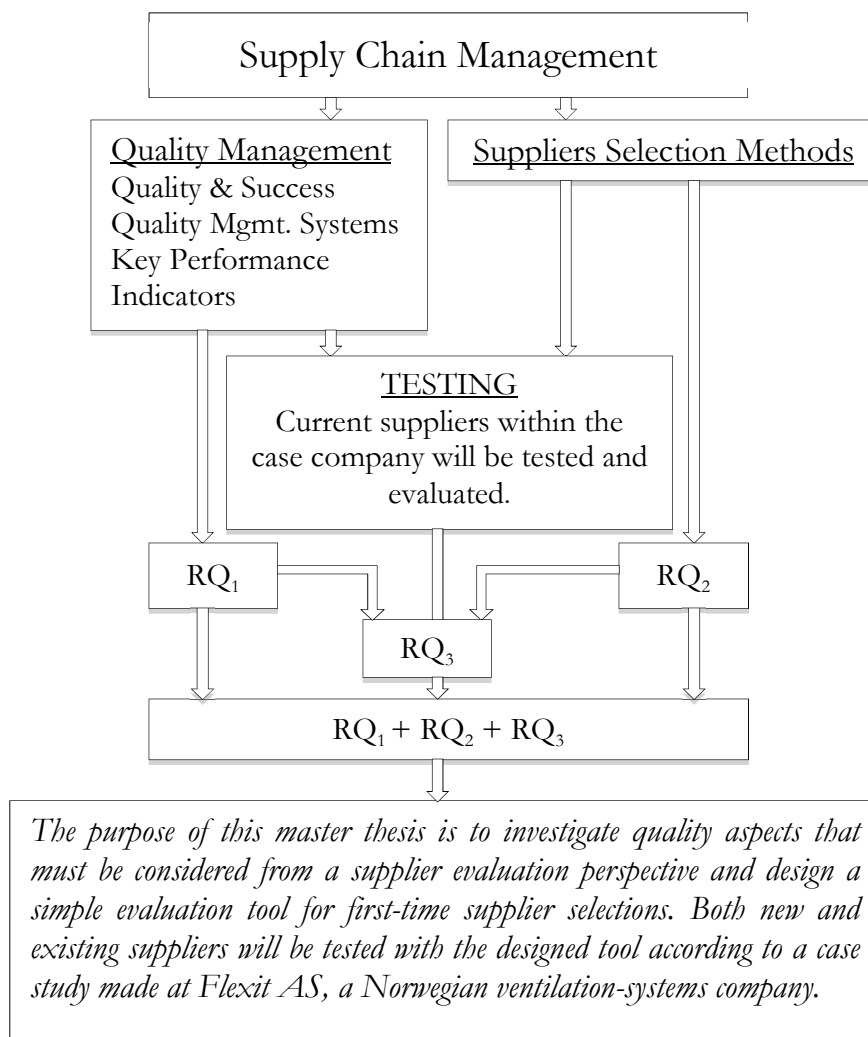 Supply Chain Management
Quality Management
Quality & Success
Quality Mgmt. Systems
Key Performance
Indicators
Suppliers Selection Methods
TESTING
Current suppliers within the
case company will be tested and
evaluated.
RQ₁
RQ₂
RQ₃
RQ₁ + RQ₂ + RQ₃
The purpose of this master thesis is to investigate quality aspects that
must be considered from a supplier evaluation perspective and design a
simple evaluation tool for first-time supplier selections. Both new and
existing suppliers will be tested with the designed tool according to a case
study made at Flexit AS, a Norwegian ventilation-systems company.